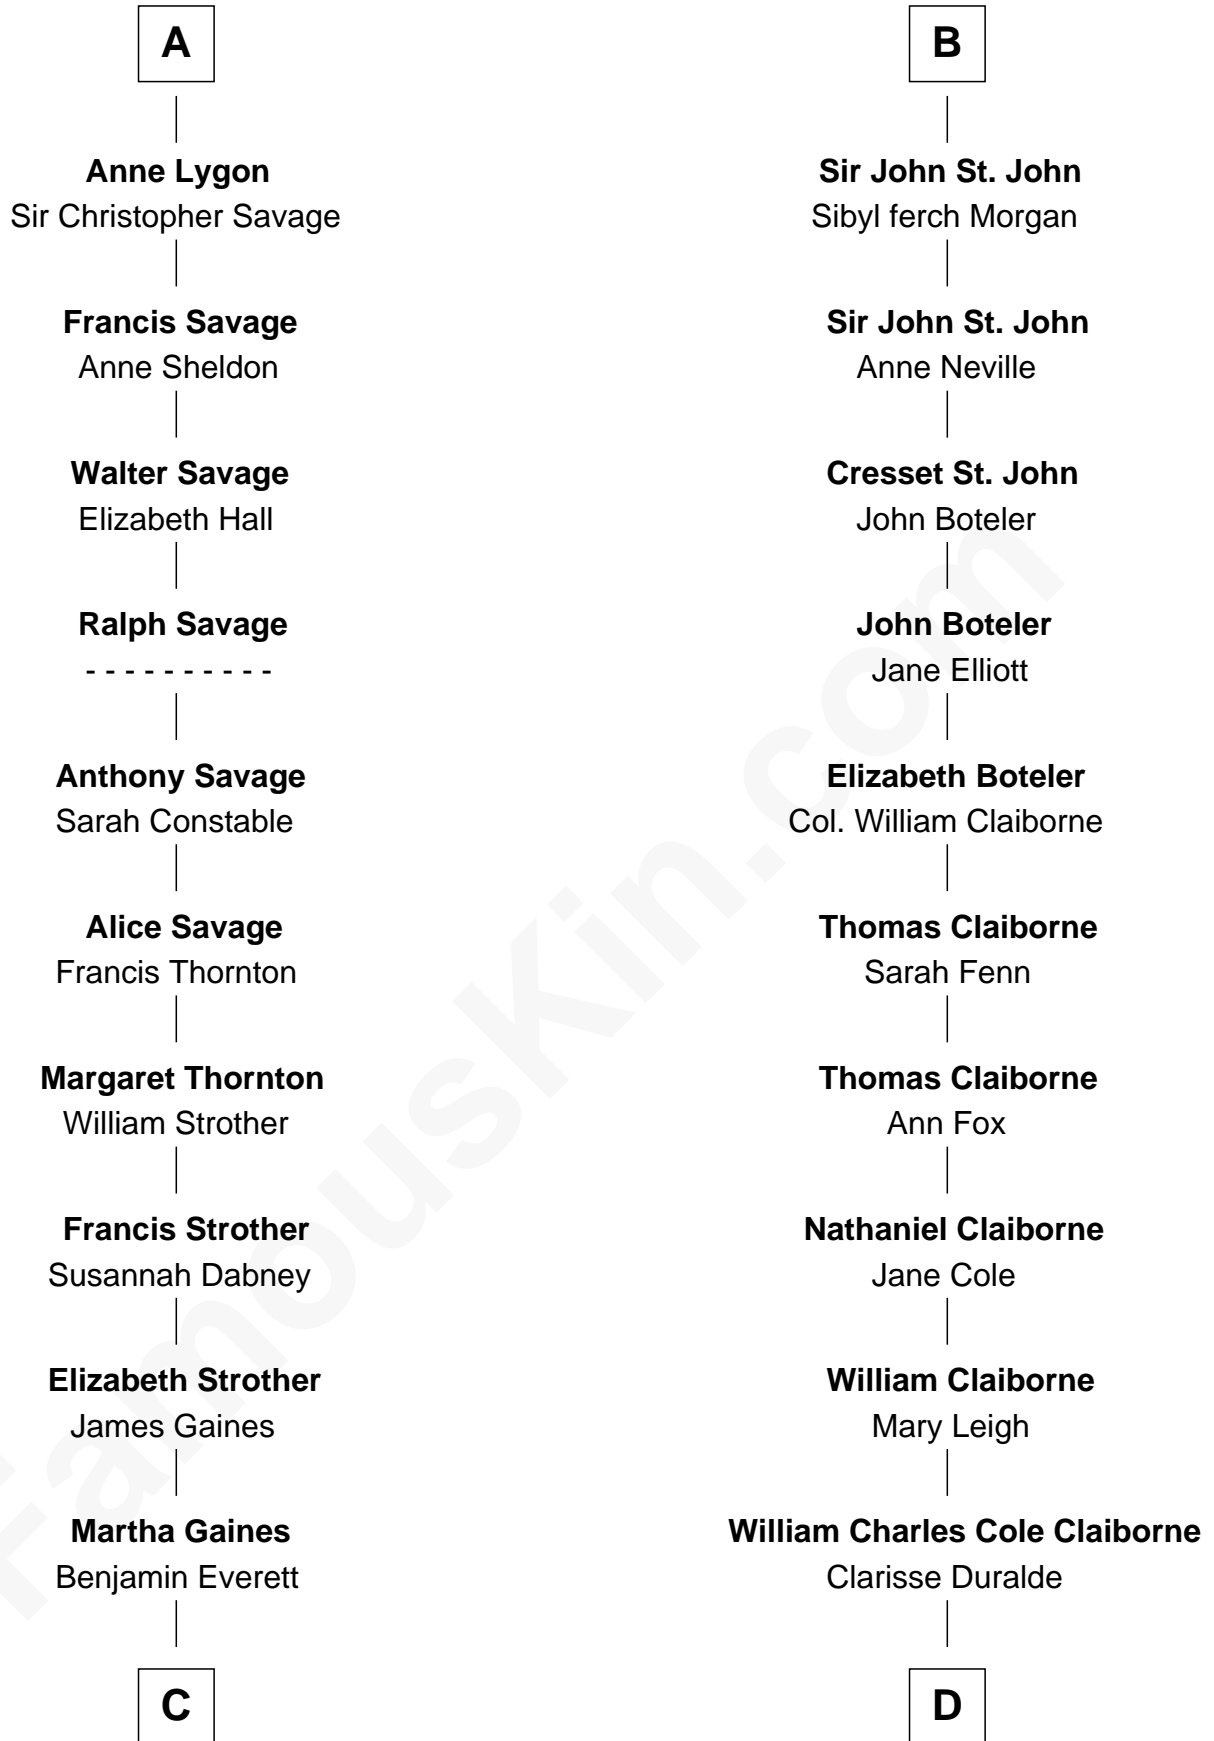 A
Anne Lygon
Sir Christopher Savage
Francis Savage
Anne Sheldon
Walter Savage
Elizabeth Hall
Ralph Savage
- - - - - - - - - -
Anthony Savage
Sarah Constable
Alice Savage
Francis Thornton
Margaret Thornton
William Strother
Francis Strother
Susannah Dabney
Elizabeth Strother
James Gaines
Martha Gaines
Benjamin Everett
C
B
Sir John St. John
Sibyl ferch Morgan
Sir John St. John
Anne Neville
Cresset St. John
John Boteler
John Boteler
Jane Elliott
Elizabeth Boteler
Col. William Claiborne
Thomas Claiborne
Sarah Fenn
Thomas Claiborne
Ann Fox
Nathaniel Claiborne
Jane Cole
William Claiborne
Mary Leigh
William Charles Cole Claiborne
Clarisse Duralde
D
FamousKin.com